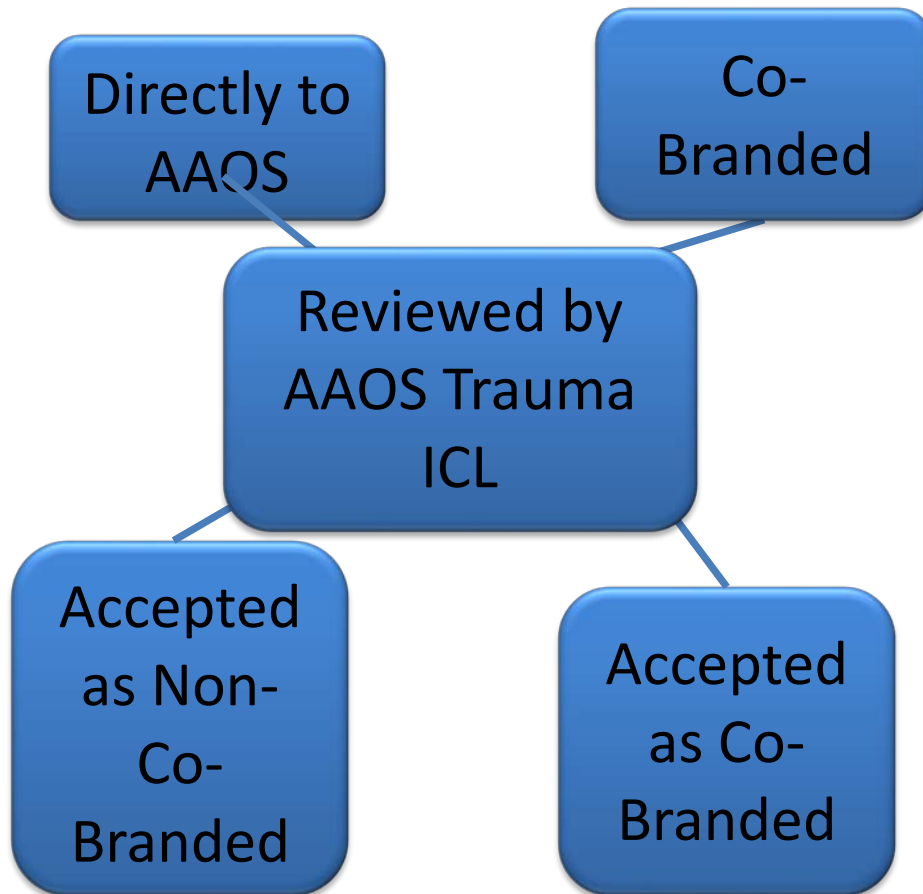 Directly to
AAOS
Co-
Branded
Reviewed by
AAOS Trauma
ICL
Accepted
as Non-
Co-
Branded
Accepted
as Co-
Branded